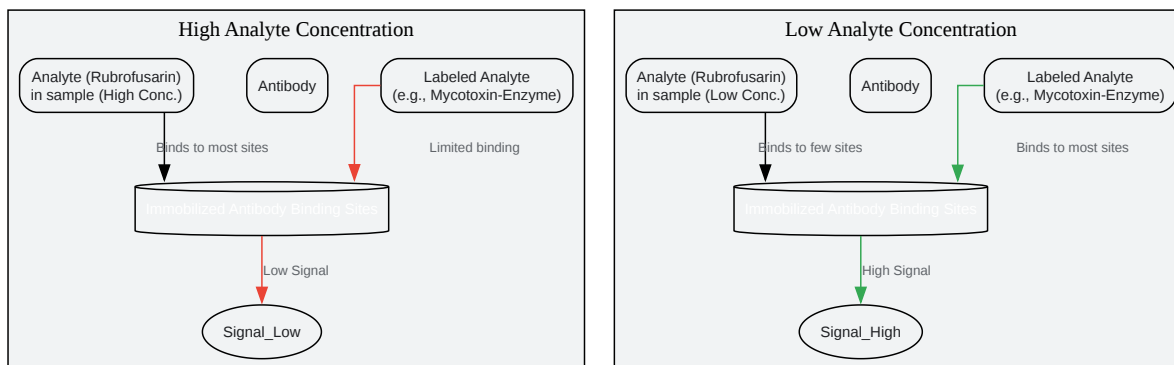 High Analyte Concentration
Analyte (Rubrofusarin)
in sample (High Conc.)
Antibody
Labeled Analyte
(e.g., Mycotoxin-Enzyme)
Binds to most sites
Limited binding
Immobilized Antibody Binding Sites
Low Signal
Signal_Low
Low Analyte Concentration
Analyte (Rubrofusarin)
in sample (Low Conc.)
Antibody
Labeled Analyte
(e.g., Mycotoxin-Enzyme)
Binds to few sites
Binds to most sites
Immobilized Antibody Binding Sites
High Signal
Signal_High